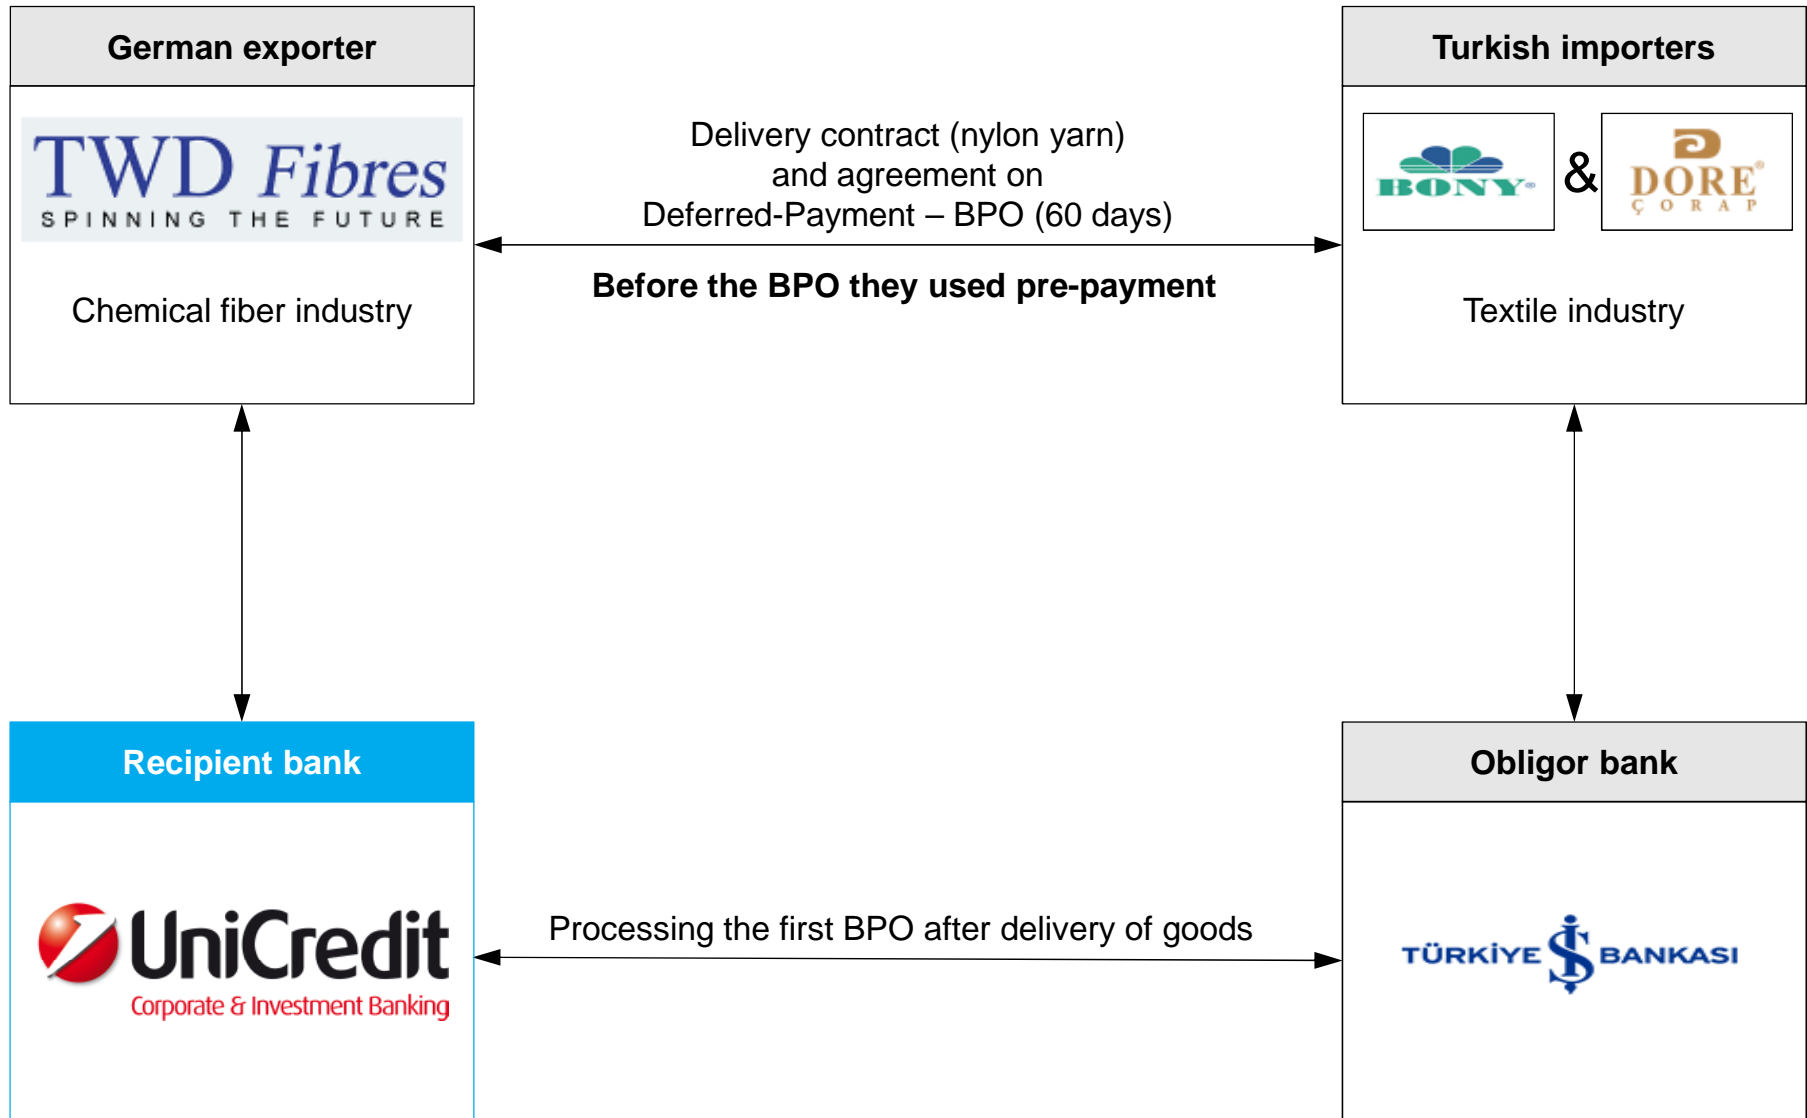 German exporter
TWD Fibres
SPINNING THE FUTURE
Chemical fiber industry
Delivery contract (nylon yarn)
and agreement on
Deferred-Payment – BPO (60 days)
Before the BPO they used pre-payment
Turkish importers
BONY®
&
DORE®
ÇORAP
Textile industry
Recipient bank
UniCredit
Corporate & Investment Banking
Processing the first BPO after delivery of goods
Obligor bank
TÜRKİYE İŞ BANKASI